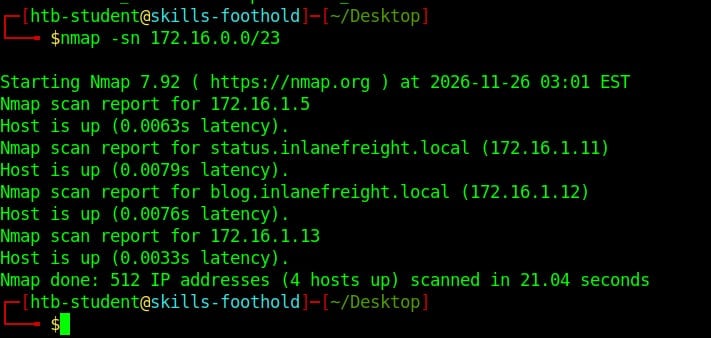 [htb-student@skills-foothold]-[~/Desktop]
$nmap -sn 172.16.0.0/23
Starting Nmap 7.92 ( https://nmap.org ) at 2026-11-26 03:01 EST
Nmap scan report for 172.16.1.5
Host is up (0.0063s latency).
Nmap scan report for status.inlanefreight.local (172.16.1.11)
Host is up (0.0079s latency).
Nmap scan report for blog.inlanefreight.local (172.16.1.12)
Host is up (0.0076s latency).
Nmap scan report for 172.16.1.13
Host is up (0.0033s latency).
Nmap done: 512 IP addresses (4 hosts up) scanned in 21.04 seconds
[htb-student@skills-foothold]-[~/Desktop]
$